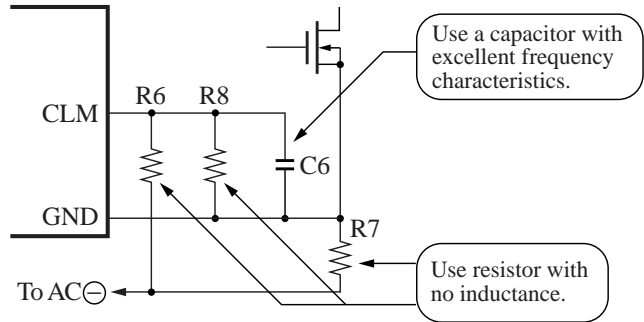 Use a capacitor with
excellent frequency
characteristics.
R6
R8
CLM
C6
GND
R7
Use resistor with
no inductance.
To AC ⊖